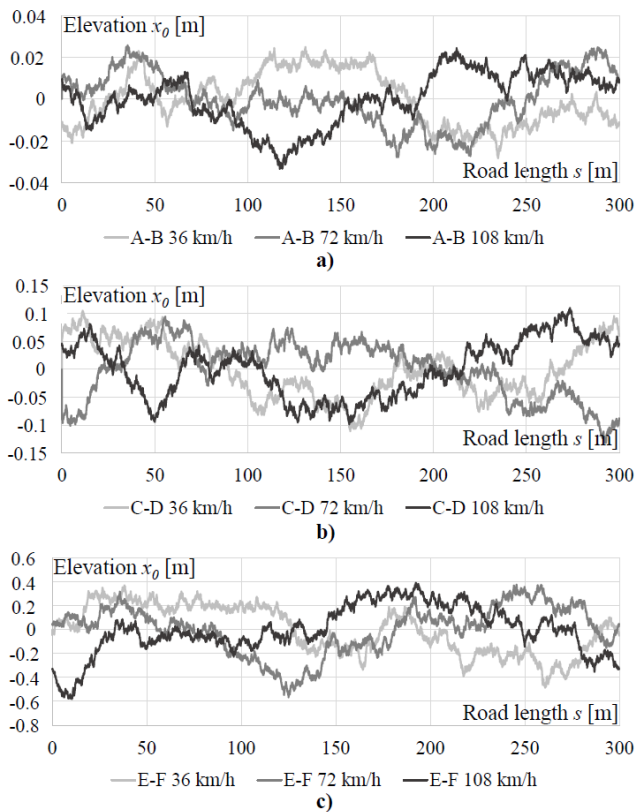 a)
Elevation x₀ [m]
0.04
0.02
0
-0.02
-0.04
Road length s [m]
0 50 100 150 200 250 300
A-B 36 km/h A-B 72 km/h A-B 108 km/h
a)
Elevation x₀ [m]
0.15
0.1
0.05
0
-0.05
-0.1
-0.15
Road length s [m]
0 50 100 150 200 250 300
C-D 36 km/h C-D 72 km/h C-D 108 km/h
b)
Elevation x₀ [m]
0.6
0.4
0.2
0
-0.2
-0.4
-0.6
-0.8
Road length s [m]
0 50 100 150 200 250 300
E-F 36 km/h E-F 72 km/h E-F 108 km/h
c)